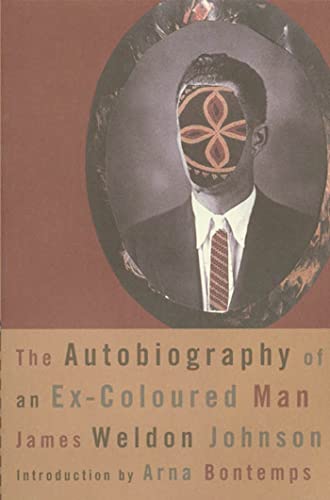 The Autobiography of
an Ex-Coloured Man
James Weldon Johnson
Introduction by Arna Bontemps